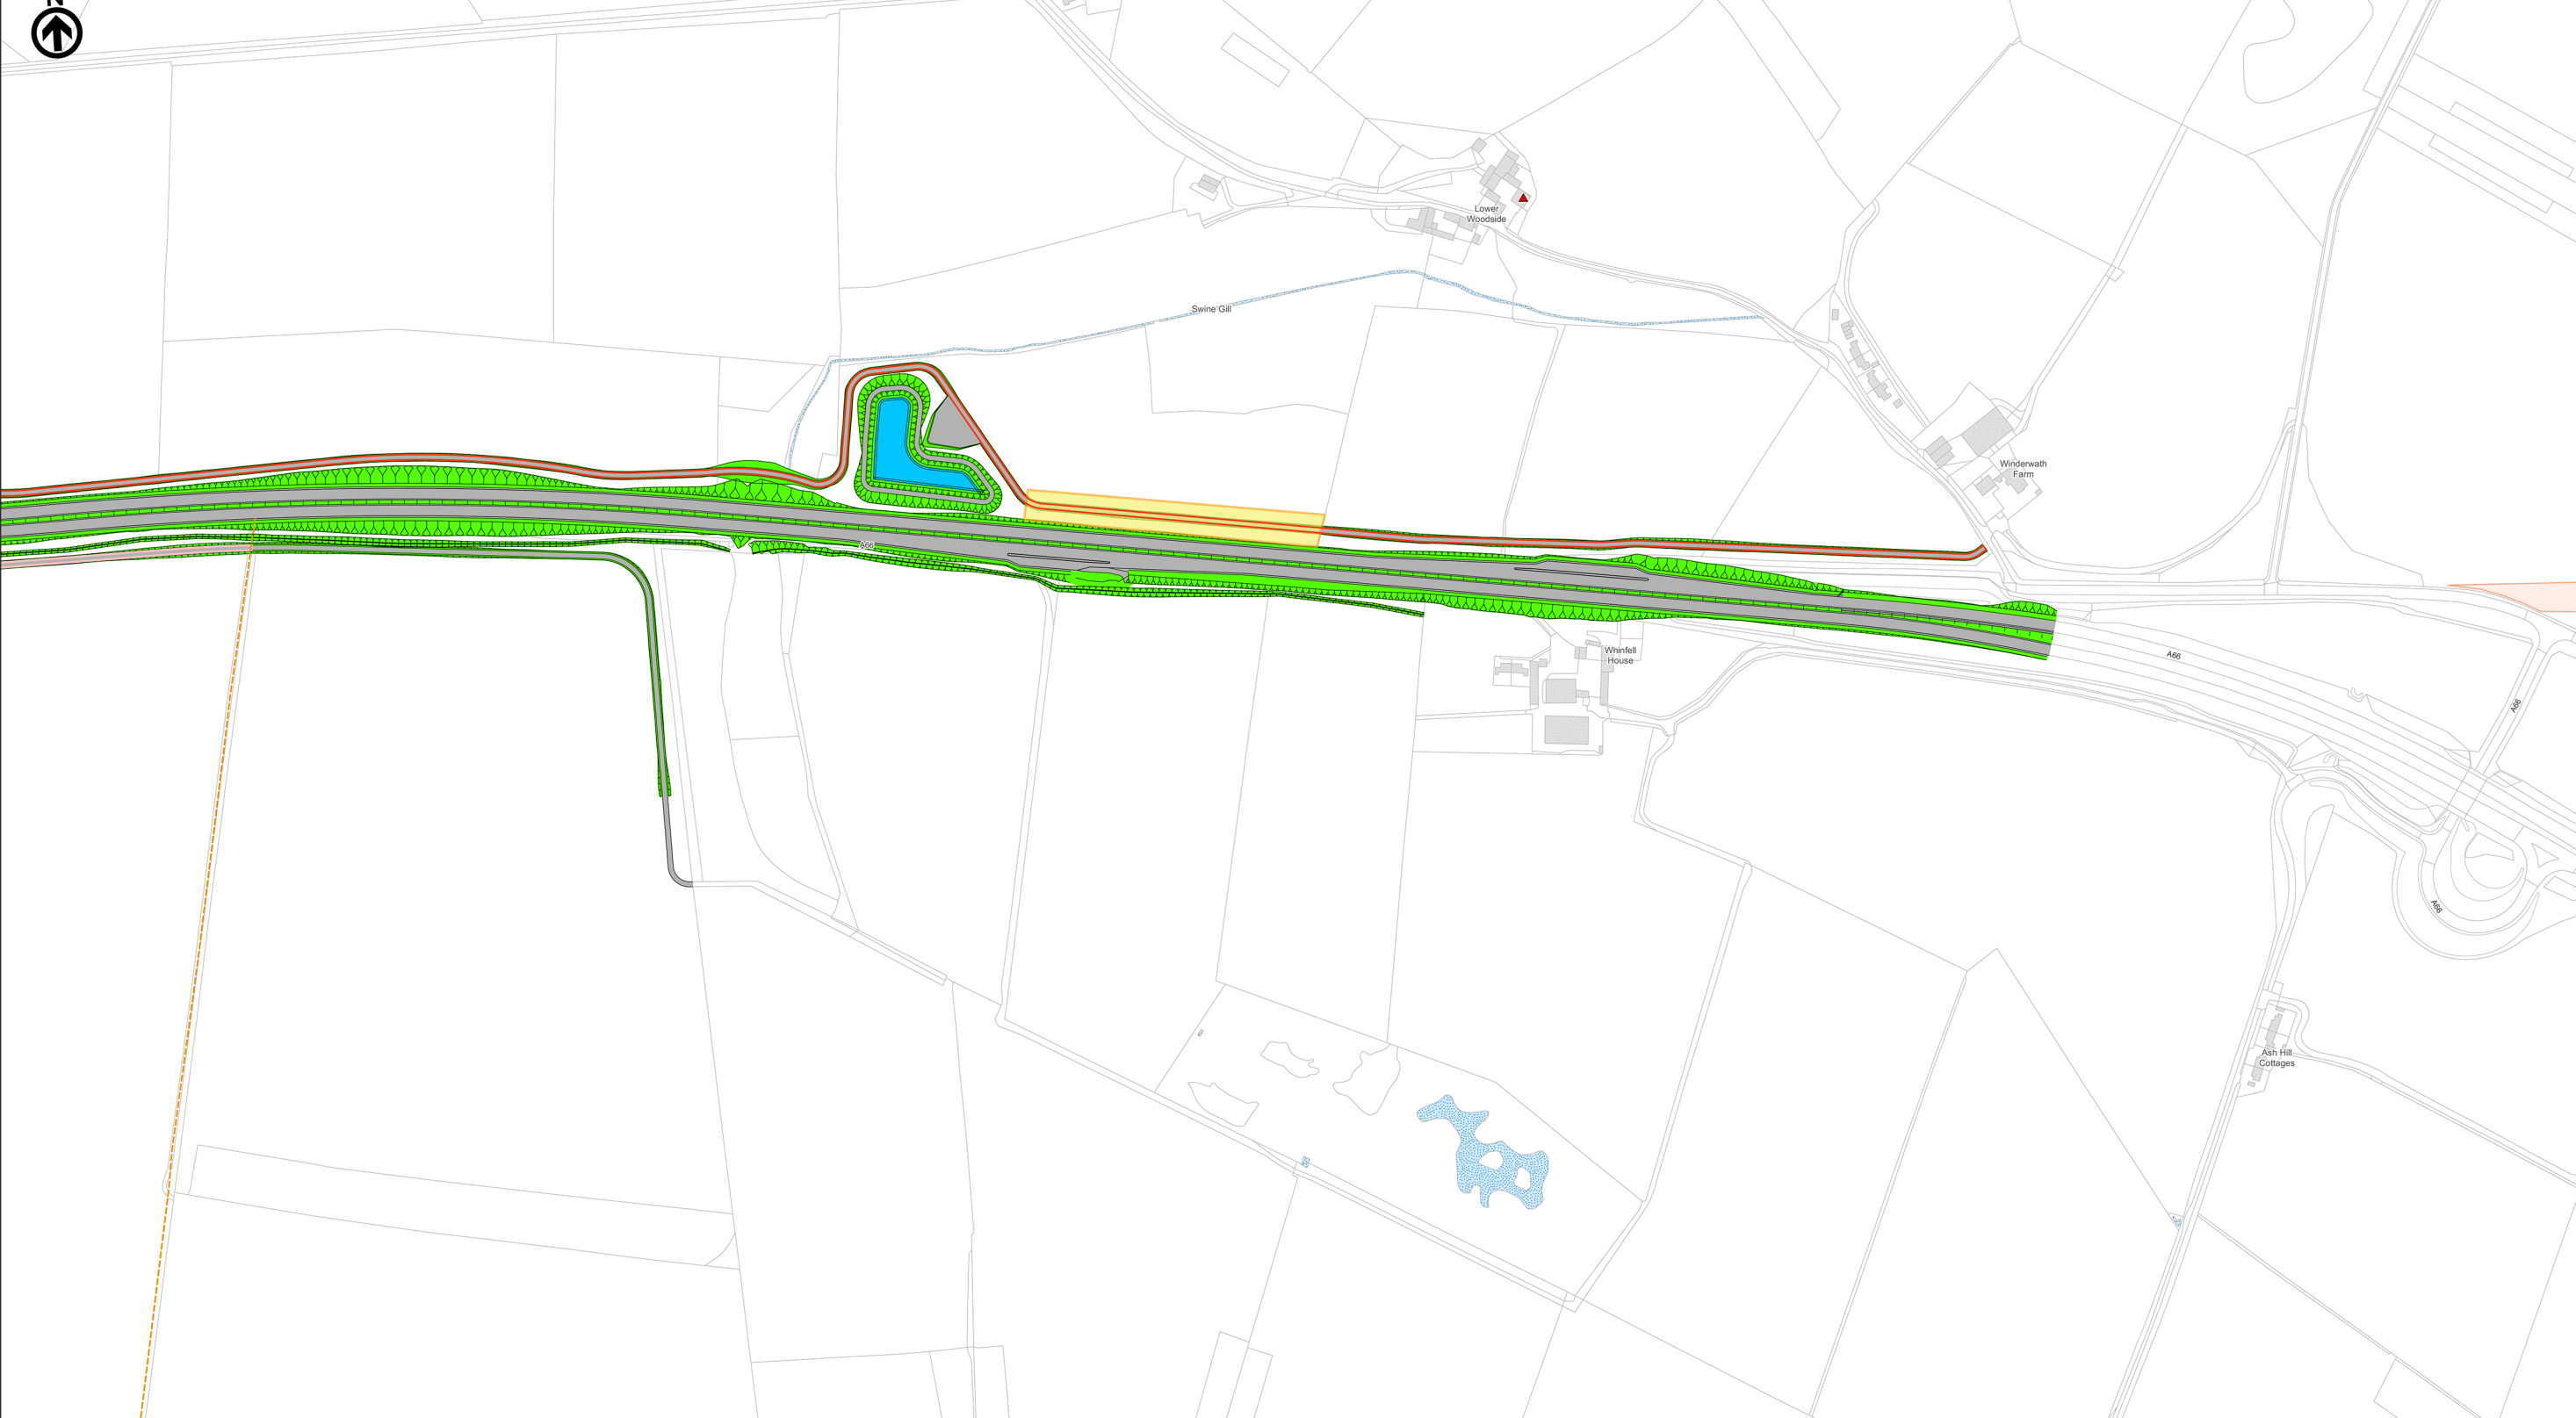 N
Lower
Woodside
Swine Gill
Winderwath
Farm
A66
Whinfell
House
A66
A66
A66
Ash Hill
Cottages